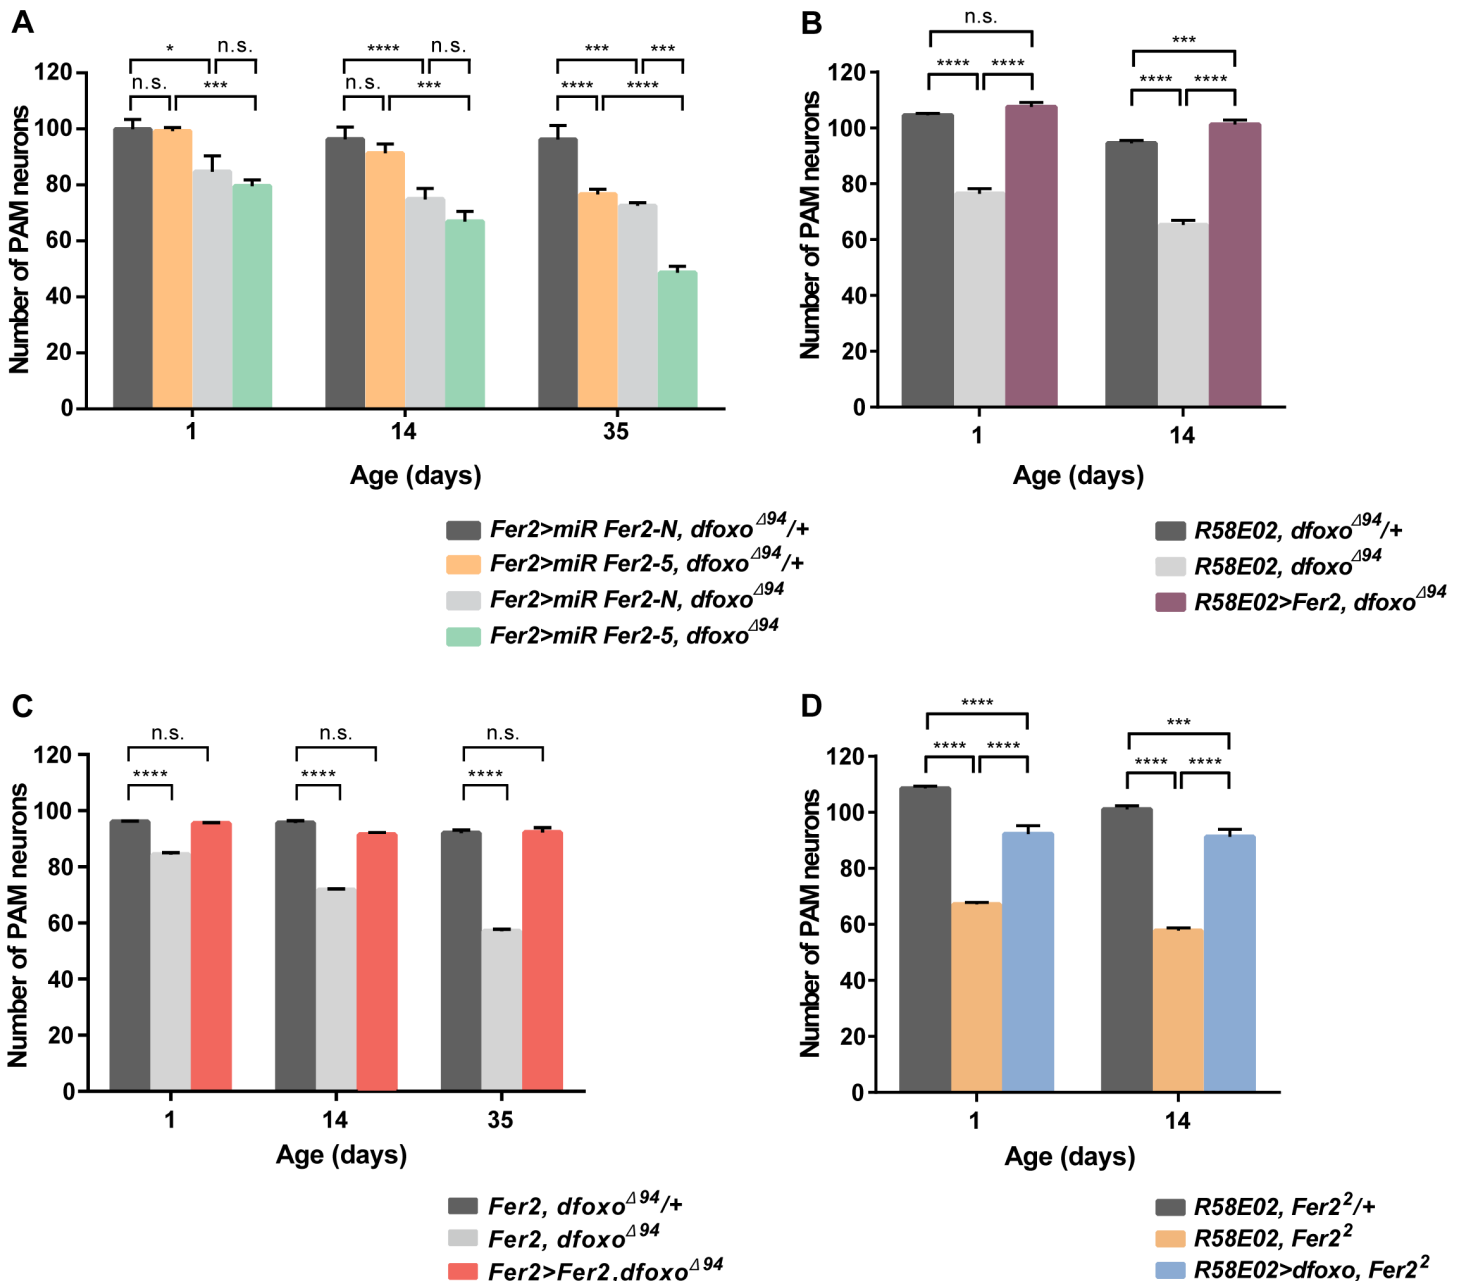 A
* n.s. **** n.s. *** ***
n.s. *** n.s. *** **** ****
Number of PAM neurons
120
100
80
60
40
20
0
1 14 35
Age (days)
Fer2>miR Fer2-N, dfoxo^Δ94/+
Fer2>miR Fer2-5, dfoxo^Δ94/+
Fer2>miR Fer2-N, dfoxo^Δ94
Fer2>miR Fer2-5, dfoxo^Δ94
B
n.s.
***
**** ****
**** ****
Number of PAM neurons
120
100
80
60
40
20
0
1 14
Age (days)
R58E02, dfoxo^Δ94/+
R58E02, dfoxo^Δ94
R58E02>Fer2, dfoxo^Δ94
C
n.s. n.s. n.s.
**** **** ****
Number of PAM neurons
120
100
80
60
40
20
0
1 14 35
Age (days)
Fer2, dfoxo^Δ94/+
Fer2, dfoxo^Δ94
Fer2>Fer2,dfoxo^Δ94
D
****
***
**** ****
**** ****
Number of PAM neurons
120
100
80
60
40
20
0
1 14
Age (days)
R58E02, Fer2^2/+
R58E02, Fer2^2
R58E02>dfoxo, Fer2^2